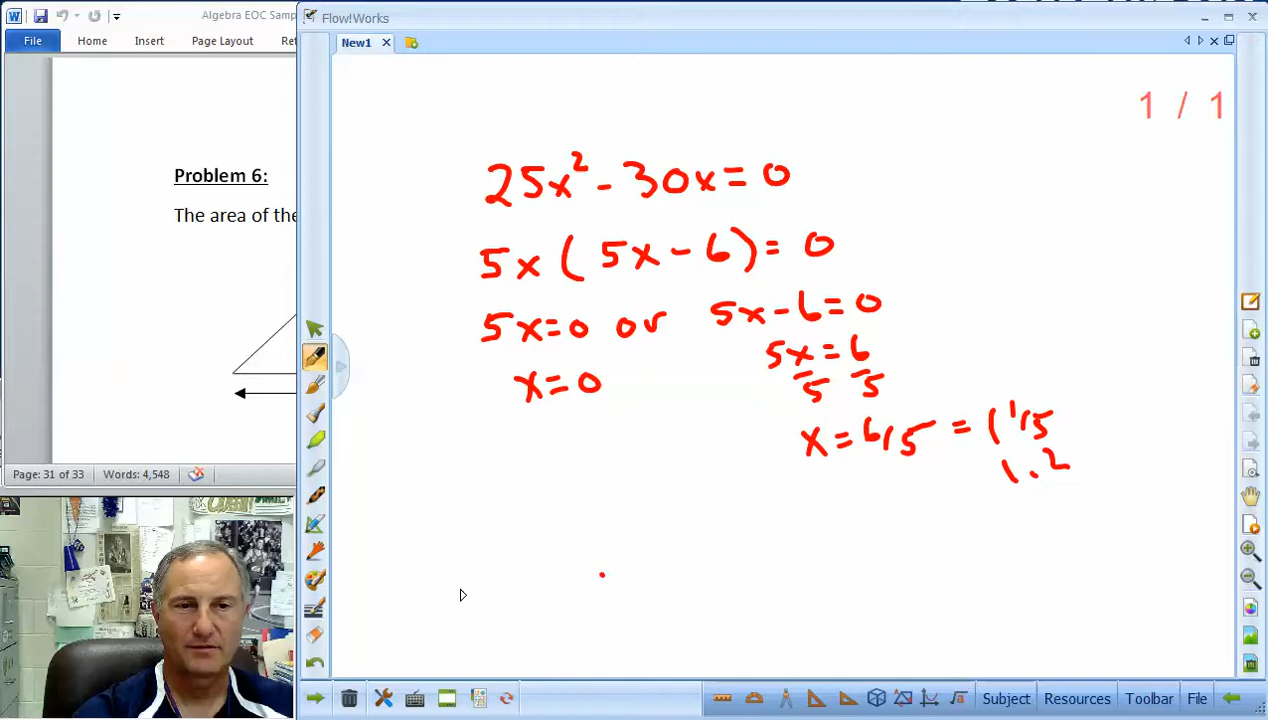 Algebra EOC Samp
Flow!Works
File Home Insert Page Layout Ref
New1
1 / 1
Problem 6:
The area of the
25x² - 30x = 0
5x ( 5x - 6 ) = 0
5x = 0 or 5x - 6 = 0
5x = 6
5 5
x = 0
x = 6/5 = 1 1/5
1.2
Page: 31 of 33 Words: 4,548
Subject Resources Toolbar File